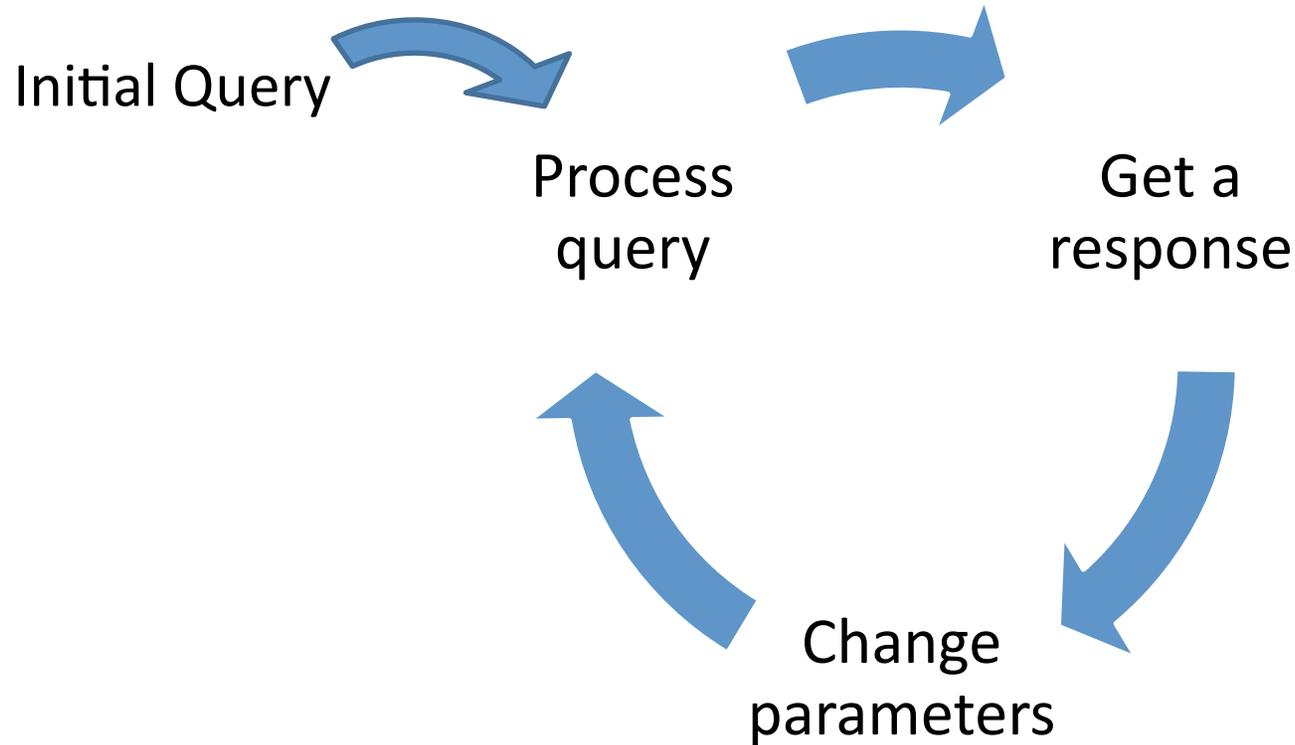 Initial Query
Process
query
Get a
response
Change
parameters